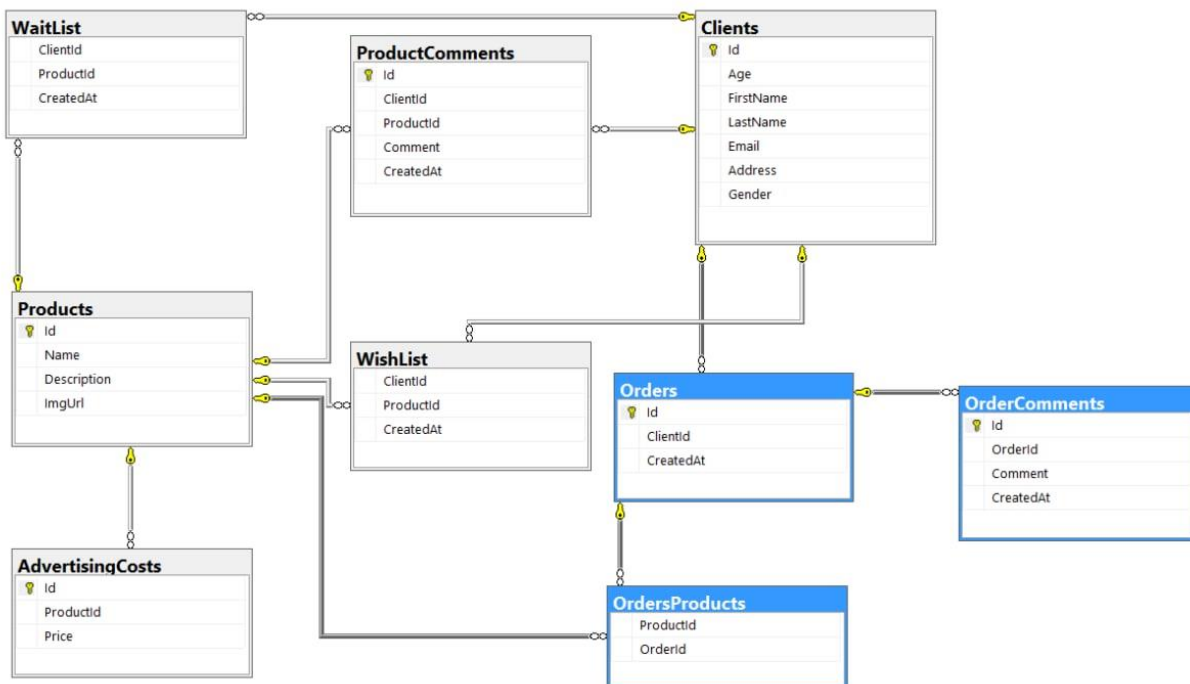 WaitList
ClientId
ProductId
CreatedAt
ProductComments
Id
ClientId
ProductId
Comment
CreatedAt
Clients
Id
Age
FirstName
LastName
Email
Address
Gender
Products
Id
Name
Description
ImgUrl
WishList
ClientId
ProductId
CreatedAt
Orders
Id
ClientId
CreatedAt
OrderComments
Id
OrderId
Comment
CreatedAt
AdvertisingCosts
Id
ProductId
Price
OrdersProducts
ProductId
OrderId